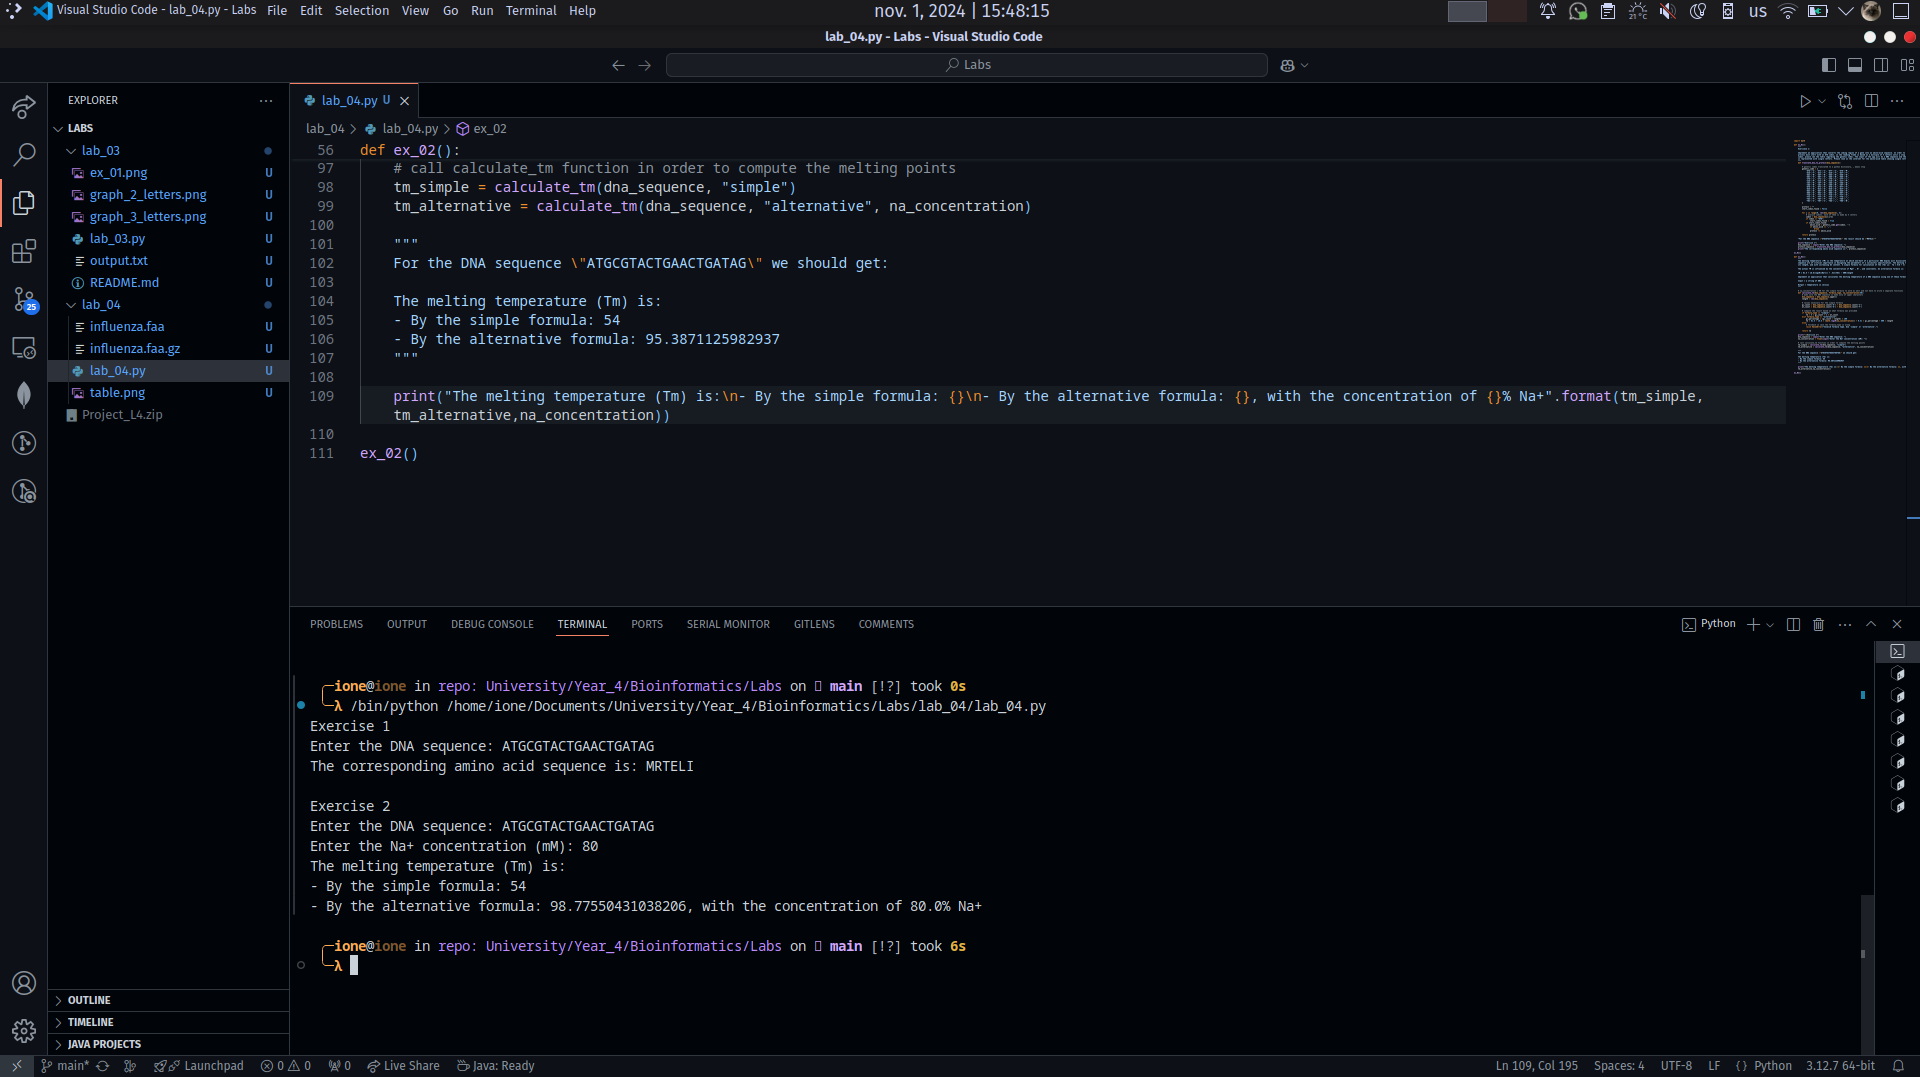 Visual Studio Code - lab_04.py - Labs File Edit Selection View Go Run Terminal Help
nov. 1, 2024 | 15:48:15
21 °C
us
lab_04.py - Labs - Visual Studio Code
Labs
EXPLORER
LABS
lab_03
ex_01.png U
graph_2_letters.png U
graph_3_letters.png U
lab_03.py U
output.txt U
README.md U
lab_04
influenza.faa U
influenza.faa.gz U
lab_04.py U
table.png U
Project_L4.zip
25
OUTLINE
TIMELINE
JAVA PROJECTS
lab_04.py U
lab_04 > lab_04.py > ex_02
56 def ex_02():
97 # call calculate_tm function in order to compute the melting points
98 tm_simple = calculate_tm(dna_sequence, "simple")
99 tm_alternative = calculate_tm(dna_sequence, "alternative", na_concentration)
100
101 """
102 For the DNA sequence \"ATGCGTACTGAACTGATAG\" we should get:
103
104 The melting temperature (Tm) is:
105 - By the simple formula: 54
106 - By the alternative formula: 95.3871125982937
107 """
108
109 print("The melting temperature (Tm) is:\n- By the simple formula: {}\n- By the alternative formula: {}, with the concentration of {}% Na+".format(tm_simple,
tm_alternative,na_concentration))
110
111 ex_02()
PROBLEMS OUTPUT DEBUG CONSOLE TERMINAL PORTS SERIAL MONITOR GITLENS COMMENTS
Python
ione@ione in repo: University/Year_4/Bioinformatics/Labs on main [!?] took 0s
λ /bin/python /home/ione/Documents/University/Year_4/Bioinformatics/Labs/lab_04/lab_04.py
Exercise 1
Enter the DNA sequence: ATGCGTACTGAACTGATAG
The corresponding amino acid sequence is: MRTELI
Exercise 2
Enter the DNA sequence: ATGCGTACTGAACTGATAG
Enter the Na+ concentration (mM): 80
The melting temperature (Tm) is:
- By the simple formula: 54
- By the alternative formula: 98.77550431038206, with the concentration of 80.0% Na+
ione@ione in repo: University/Year_4/Bioinformatics/Labs on main [!?] took 6s
λ
main* Launchpad 0 0 0 Live Share Java: Ready
Ln 109, Col 195 Spaces: 4 UTF-8 LF { } Python 3.12.7 64-bit